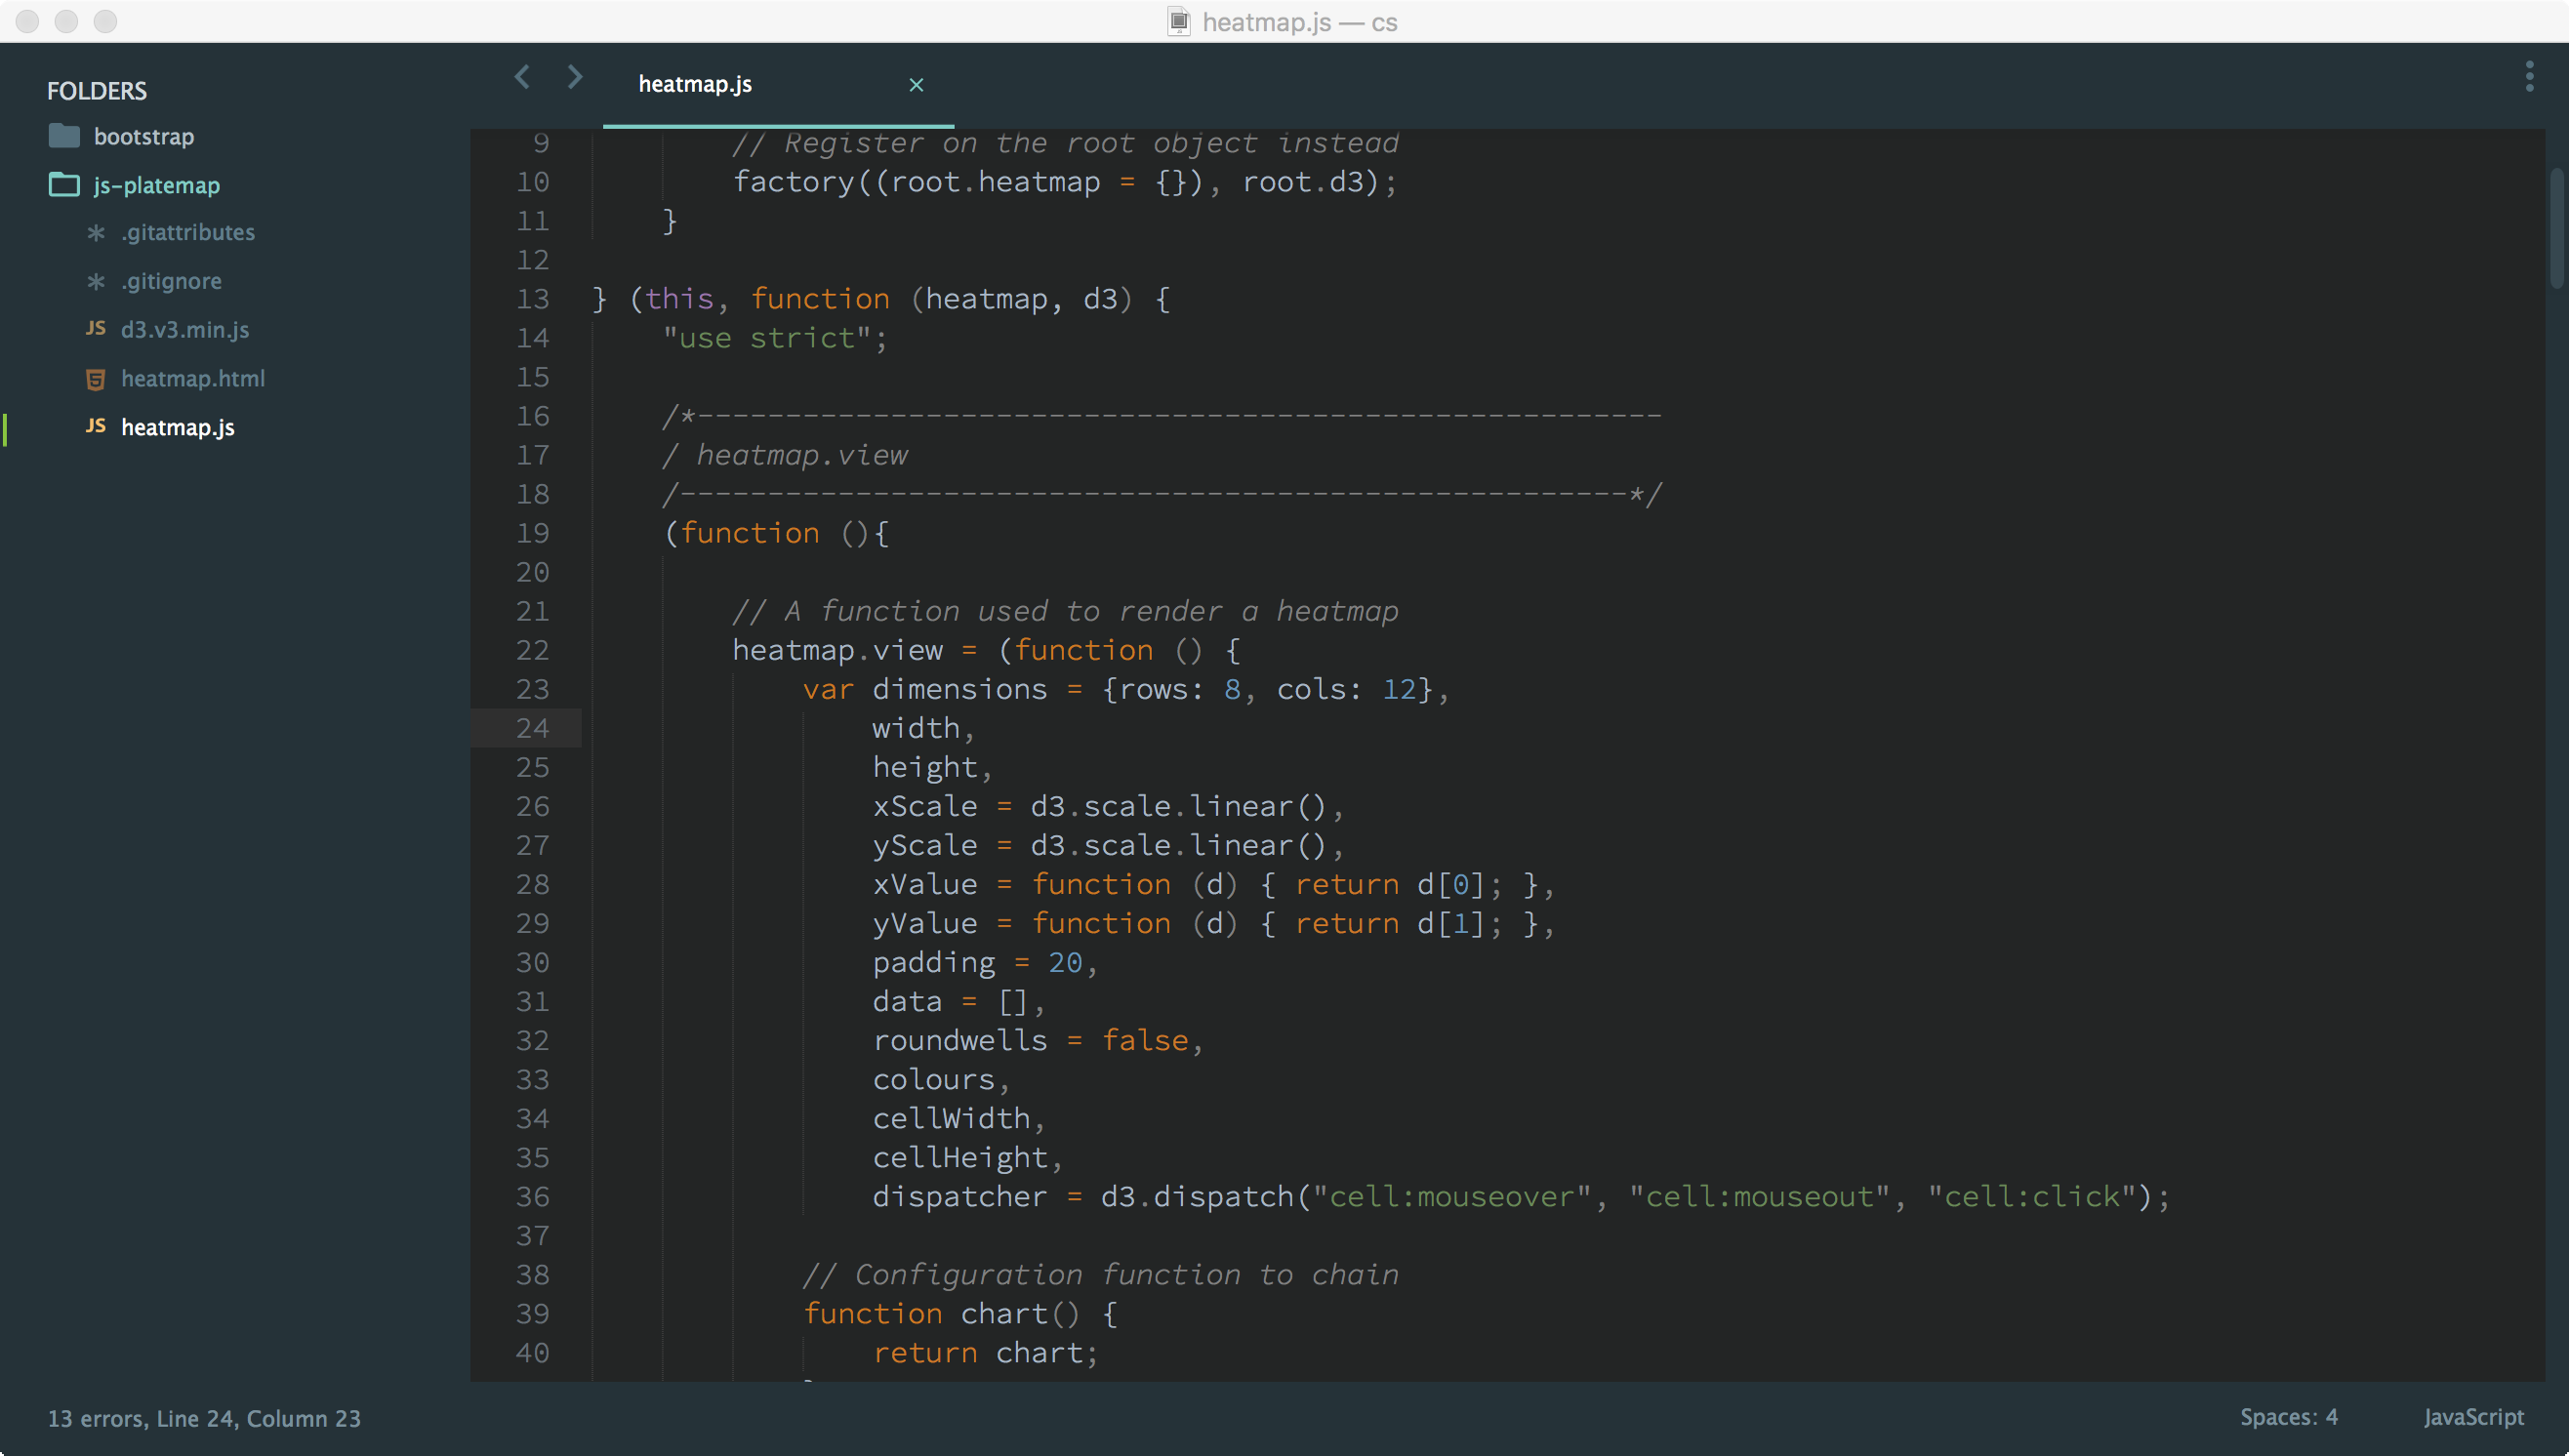 heatmap.js — cs
FOLDERS
bootstrap
js-platemap
.gitattributes
.gitignore
JS d3.v3.min.js
heatmap.html
JS heatmap.js
heatmap.js ×
9 // Register on the root object instead
10 factory((root.heatmap = {}), root.d3);
11 }
12
13 } (this, function (heatmap, d3) {
14 "use strict";
15
16 /*-------------------------------------------------------
17 / heatmap.view
18 /------------------------------------------------------*/
19 (function (){
20
21 // A function used to render a heatmap
22 heatmap.view = (function () {
23 var dimensions = {rows: 8, cols: 12},
24 width,
25 height,
26 xScale = d3.scale.linear(),
27 yScale = d3.scale.linear(),
28 xValue = function (d) { return d[0]; },
29 yValue = function (d) { return d[1]; },
30 padding = 20,
31 data = [],
32 roundwells = false,
33 colours,
34 cellWidth,
35 cellHeight,
36 dispatcher = d3.dispatch("cell:mouseover", "cell:mouseout", "cell:click");
37
38 // Configuration function to chain
39 function chart() {
40 return chart;
13 errors, Line 24, Column 23
Spaces: 4
JavaScript